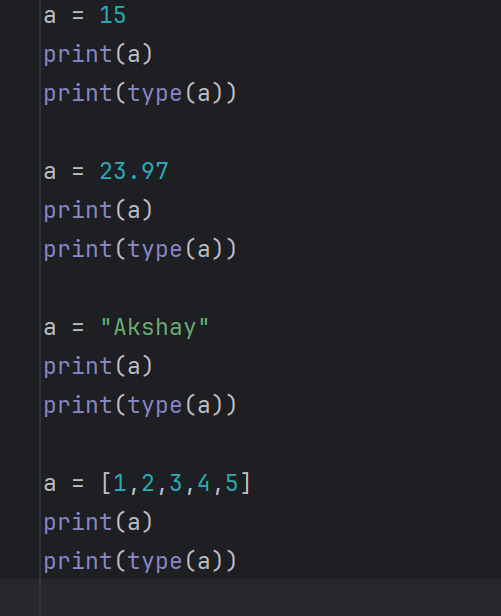 a = 15
print(a)
print(type(a))
a = 23.97
print(a)
print(type(a))
a = "Akshay"
print(a)
print(type(a))
a = [1,2,3,4,5]
print(a)
print(type(a))